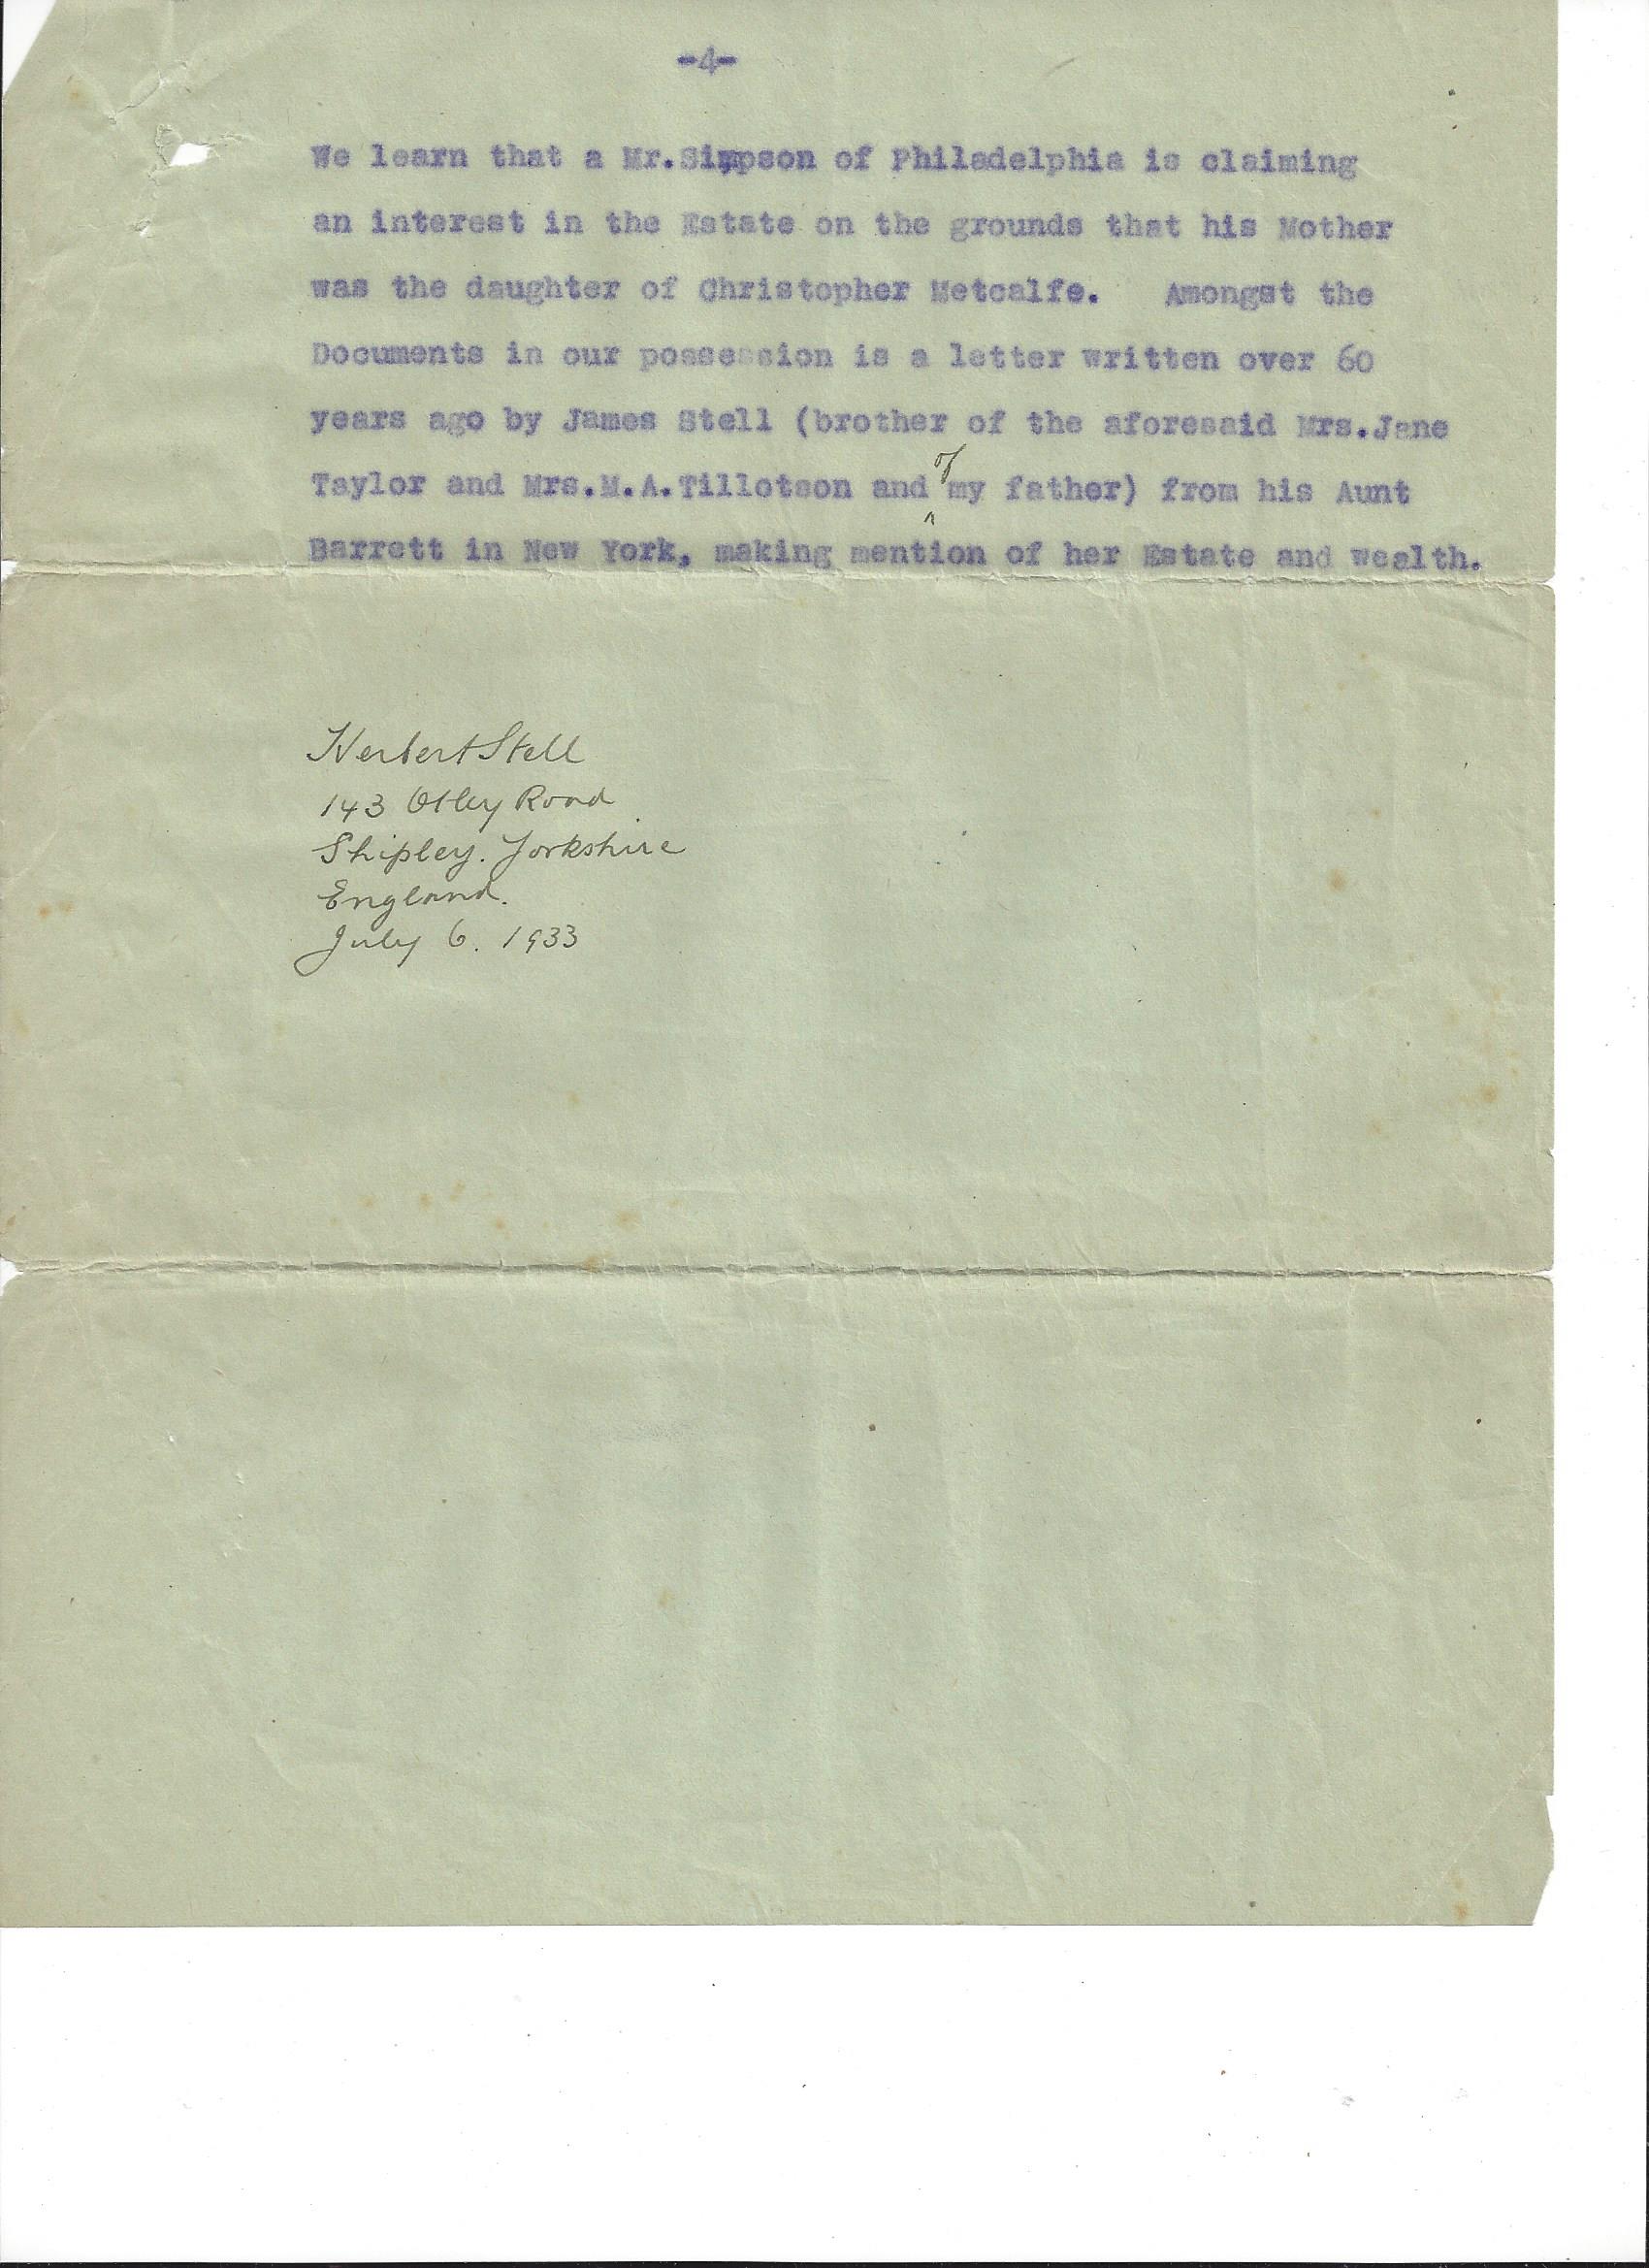 -4-
We learn that a Mr.Simpson of Philadelphia is claiming
an interest in the Estate on the grounds that his Mother
was the daughter of Christopher Metcalfe. Amongst the
Documents in our possession is a letter written over 60
years ago by James Stell (brother of the aforesaid Mrs.Jane
Taylor and Mrs.M.A.Tillotson and of my father) from his Aunt
Barrett in New York, making mention of her Estate and wealth.
Herbert Stell
143 Otley Road
Shipley. Yorkshire
England.
July 6. 1933